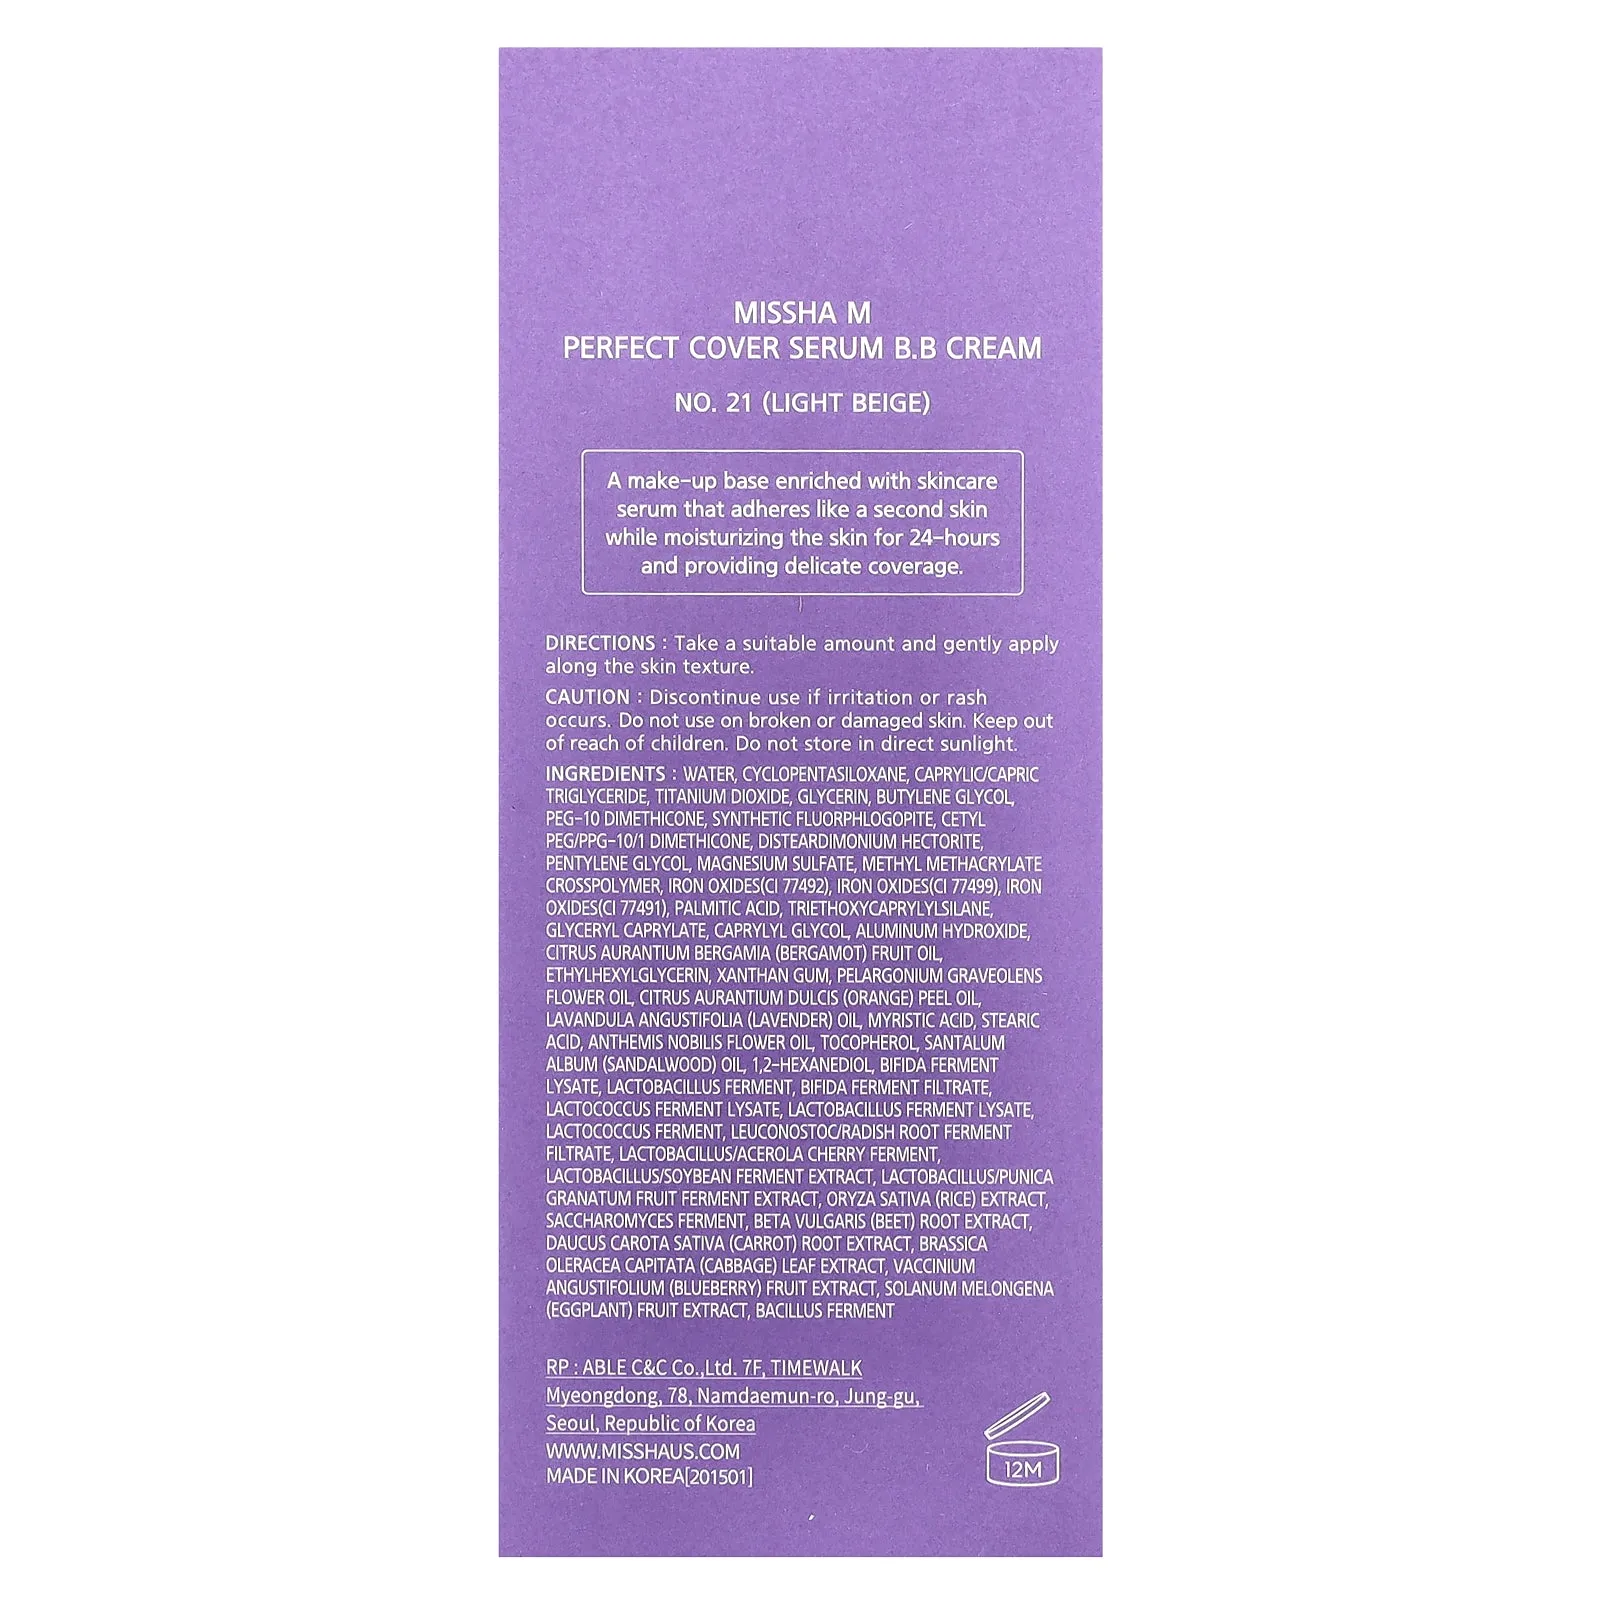 MISSHA M
PERFECT COVER SERUM B.B CREAM
NO. 21 (LIGHT BEIGE)
A make-up base enriched with skincare
serum that adheres like a second skin
while moisturizing the skin for 24-hours
and providing delicate coverage.
DIRECTIONS : Take a suitable amount and gently apply
along the skin texture.
CAUTION : Discontinue use if irritation or rash
occurs. Do not use on broken or damaged skin. Keep out
of reach of children. Do not store in direct sunlight.
INGREDIENTS : WATER, CYCLOPENTASILOXANE, CAPRYLIC/CAPRIC
TRIGLYCERIDE, TITANIUM DIOXIDE, GLYCERIN, BUTYLENE GLYCOL,
PEG-10 DIMETHICONE, SYNTHETIC FLUORPHLOGOPITE, CETYL
PEG/PPG-10/1 DIMETHICONE, DISTEARDIMONIUM HECTORITE,
PENTYLENE GLYCOL, MAGNESIUM SULFATE, METHYL METHACRYLATE
CROSSPOLYMER, IRON OXIDES(CI 77492), IRON OXIDES(CI 77499), IRON
OXIDES(CI 77491), PALMITIC ACID, TRIETHOXYCAPRYLYLSILANE,
GLYCERYL CAPRYLATE, CAPRYLYL GLYCOL, ALUMINUM HYDROXIDE,
CITRUS AURANTIUM BERGAMIA (BERGAMOT) FRUIT OIL,
ETHYLHEXYLGLYCERIN, XANTHAN GUM, PELARGONIUM GRAVEOLENS
FLOWER OIL, CITRUS AURANTIUM DULCIS (ORANGE) PEEL OIL,
LAVANDULA ANGUSTIFOLIA (LAVENDER) OIL, MYRISTIC ACID, STEARIC
ACID, ANTHEMIS NOBILIS FLOWER OIL, TOCOPHEROL, SANTALUM
ALBUM (SANDALWOOD) OIL, 1,2-HEXANEDIOL, BIFIDA FERMENT
LYSATE, LACTOBACILLUS FERMENT, BIFIDA FERMENT FILTRATE,
LACTOCOCCUS FERMENT LYSATE, LACTOBACILLUS FERMENT LYSATE,
LACTOCOCCUS FERMENT, LEUCONOSTOC/RADISH ROOT FERMENT
FILTRATE, LACTOBACILLUS/ACEROLA CHERRY FERMENT,
LACTOBACILLUS/SOYBEAN FERMENT EXTRACT, LACTOBACILLUS/PUNICA
GRANATUM FRUIT FERMENT EXTRACT, ORYZA SATIVA (RICE) EXTRACT,
SACCHAROMYCES FERMENT, BETA VULGARIS (BEET) ROOT EXTRACT,
DAUCUS CAROTA SATIVA (CARROT) ROOT EXTRACT, BRASSICA
OLERACEA CAPITATA (CABBAGE) LEAF EXTRACT, VACCINIUM
ANGUSTIFOLIUM (BLUEBERRY) FRUIT EXTRACT, SOLANUM MELONGENA
(EGGPLANT) FRUIT EXTRACT, BACILLUS FERMENT
RP : ABLE C&C Co.,Ltd. 7F, TIMEWALK
Myeongdong, 78, Namdaemun-ro, Jung-gu,
Seoul, Republic of Korea
WWW.MISSHAUS.COM
MADE IN KOREA[201501]
12M